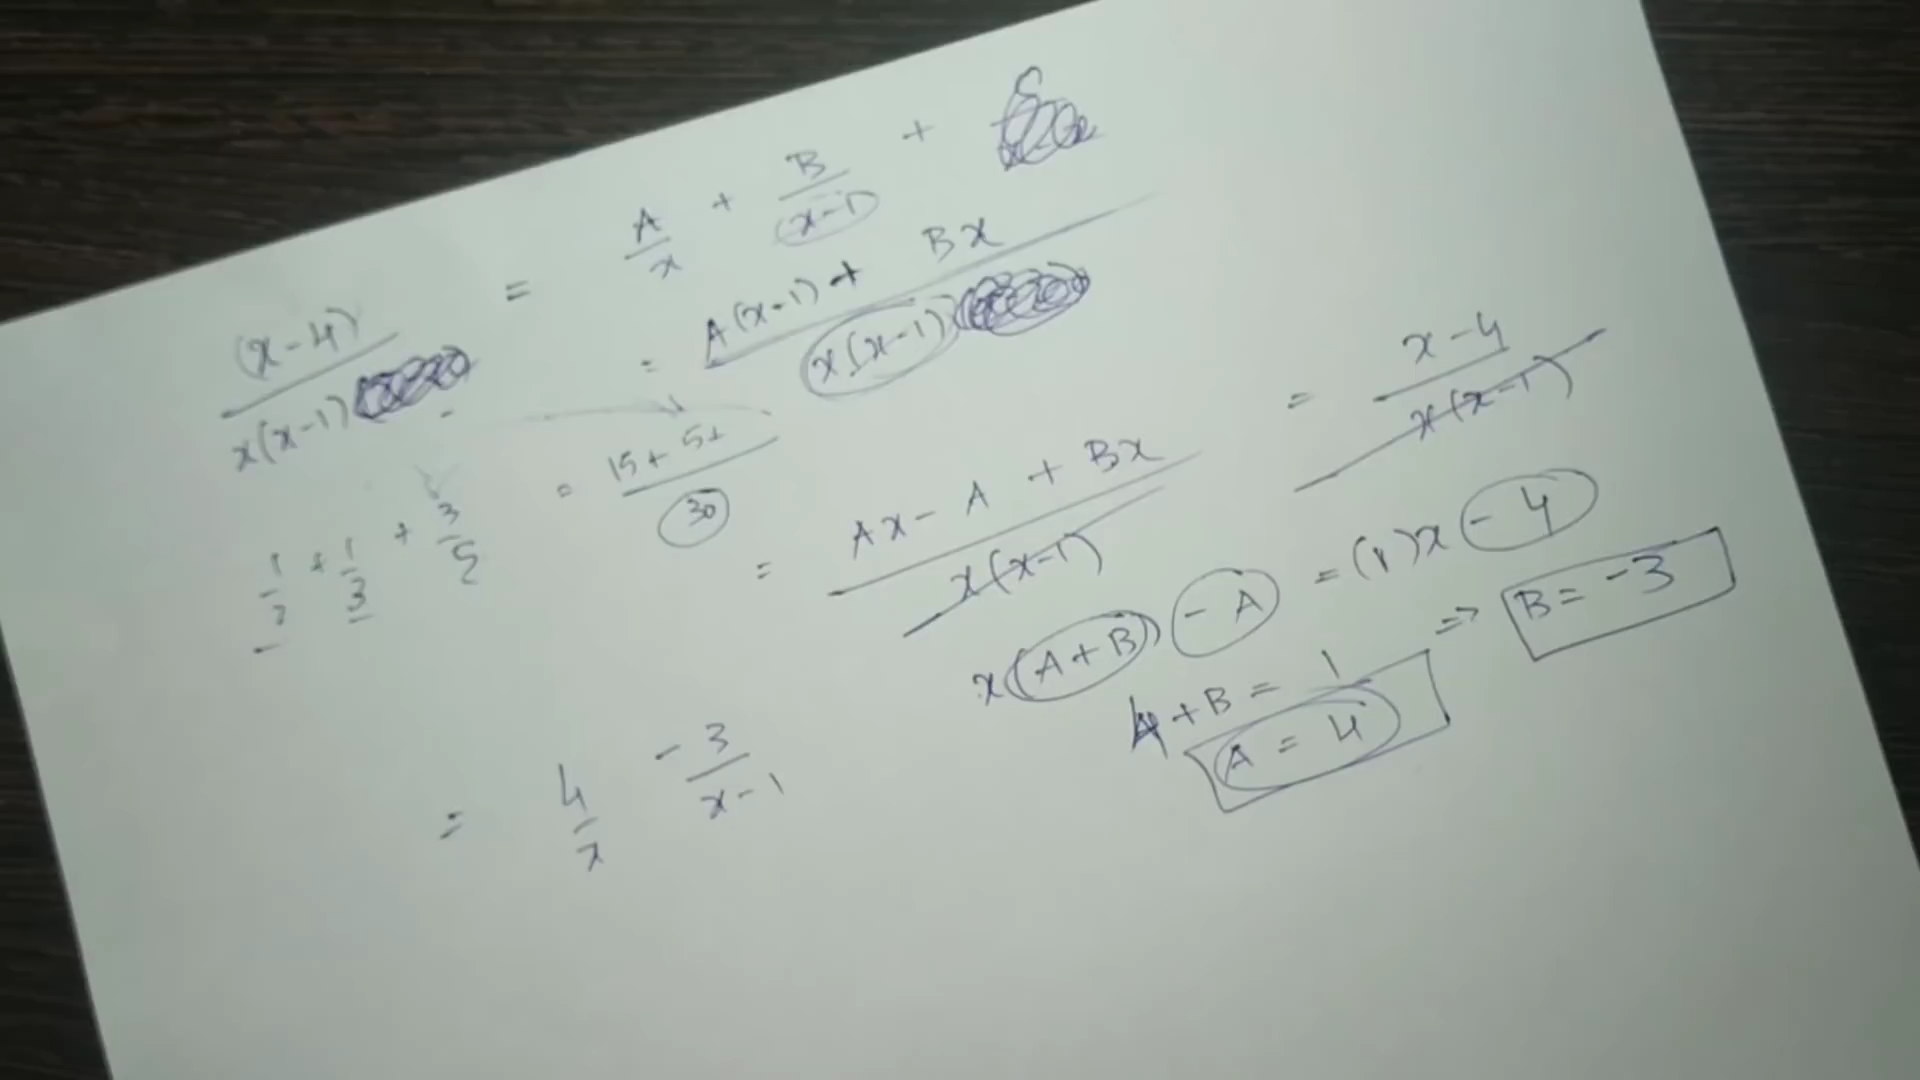 (x-4) / x(x-1) = A/x + B/(x-1) +
= A(x-1) + Bx / x(x-1)
1/2 + 1/3 + 3/5 = 15+ 5+ / 30
= Ax - A + Bx / x(x-1) = x-4 / x(x-1)
x(A+B) - A = (1)x - 4
4+B = 1 => B = -3
A = 4
= 4/x - 3/x-1